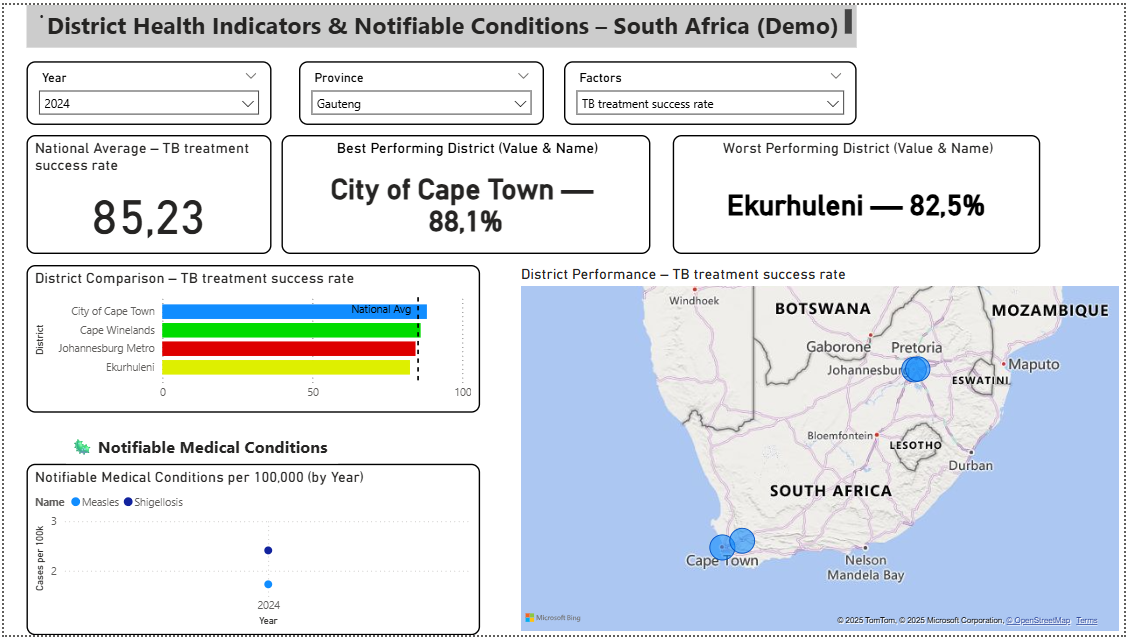 District Health Indicators & Notifiable Conditions – South Africa (Demo)
Year
2024
Province
Gauteng
Factors
TB treatment success rate
National Average – TB treatment
success rate
85,23
Best Performing District (Value & Name)
City of Cape Town —
88,1%
Worst Performing District (Value & Name)
Ekurhuleni — 82,5%
District Comparison – TB treatment success rate
District
City of Cape Town
National Avg
Cape Winelands
Johannesburg Metro
Ekurhuleni
0
50
100
Notifiable Medical Conditions
Notifiable Medical Conditions per 100,000 (by Year)
Name Measles Shigellosis
Cases per 100k
3
2
2024
Year
District Performance – TB treatment success rate
Windhoek
BOTSWANA
MOZAMBIQUE
Gaborone
Pretoria
Johannesbur
Maputo
ESWATINI
Bloemfontein
LESOTHO
Durban
SOUTH AFRICA
Cape Town
Nelson
Mandela Bay
Microsoft Bing
© 2025 TomTom, © 2025 Microsoft Corporation, © OpenStreetMap Terms